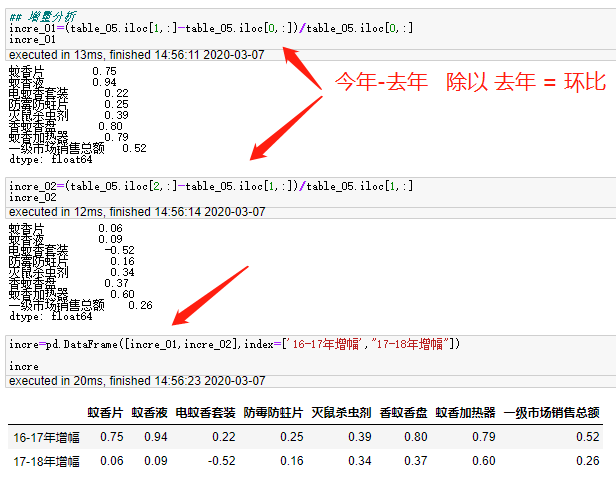 ## 增量分析
incre_01=(table_05.iloc[1,:]-table_05.iloc[0,:])/table_05.iloc[0,:]
incre_01
executed in 13ms, finished 14:56:11 2020-03-07
今年-去年 除以 去年 = 环比
蚊香片 0.75
蚊香液 0.94
电蚊香套装 0.22
防霉防蛀片 0.25
灭鼠杀虫剂 0.39
香蚊香盘 0.80
蚊香加热器 0.79
一级市场销售总额 0.52
dtype: float64
incre_02=(table_05.iloc[2,:]-table_05.iloc[1,:])/table_05.iloc[1,:]
incre_02
executed in 12ms, finished 14:56:14 2020-03-07
蚊香片 0.06
蚊香液 0.09
电蚊香套装 -0.52
防霉防蛀片 0.16
灭鼠杀虫剂 0.34
香蚊香盘 0.37
蚊香加热器 0.60
一级市场销售总额 0.26
dtype: float64
incre=pd.DataFrame([incre_01,incre_02],index=['16-17年增幅',"17-18年增幅"])
incre
executed in 20ms, finished 14:56:23 2020-03-07
蚊香片 蚊香液 电蚊香套装 防霉防蛀片 灭鼠杀虫剂 香蚊香盘 蚊香加热器 一级市场销售总额
16-17年增幅 0.75 0.94 0.22 0.25 0.39 0.80 0.79 0.52
17-18年增幅 0.06 0.09 -0.52 0.16 0.34 0.37 0.60 0.26